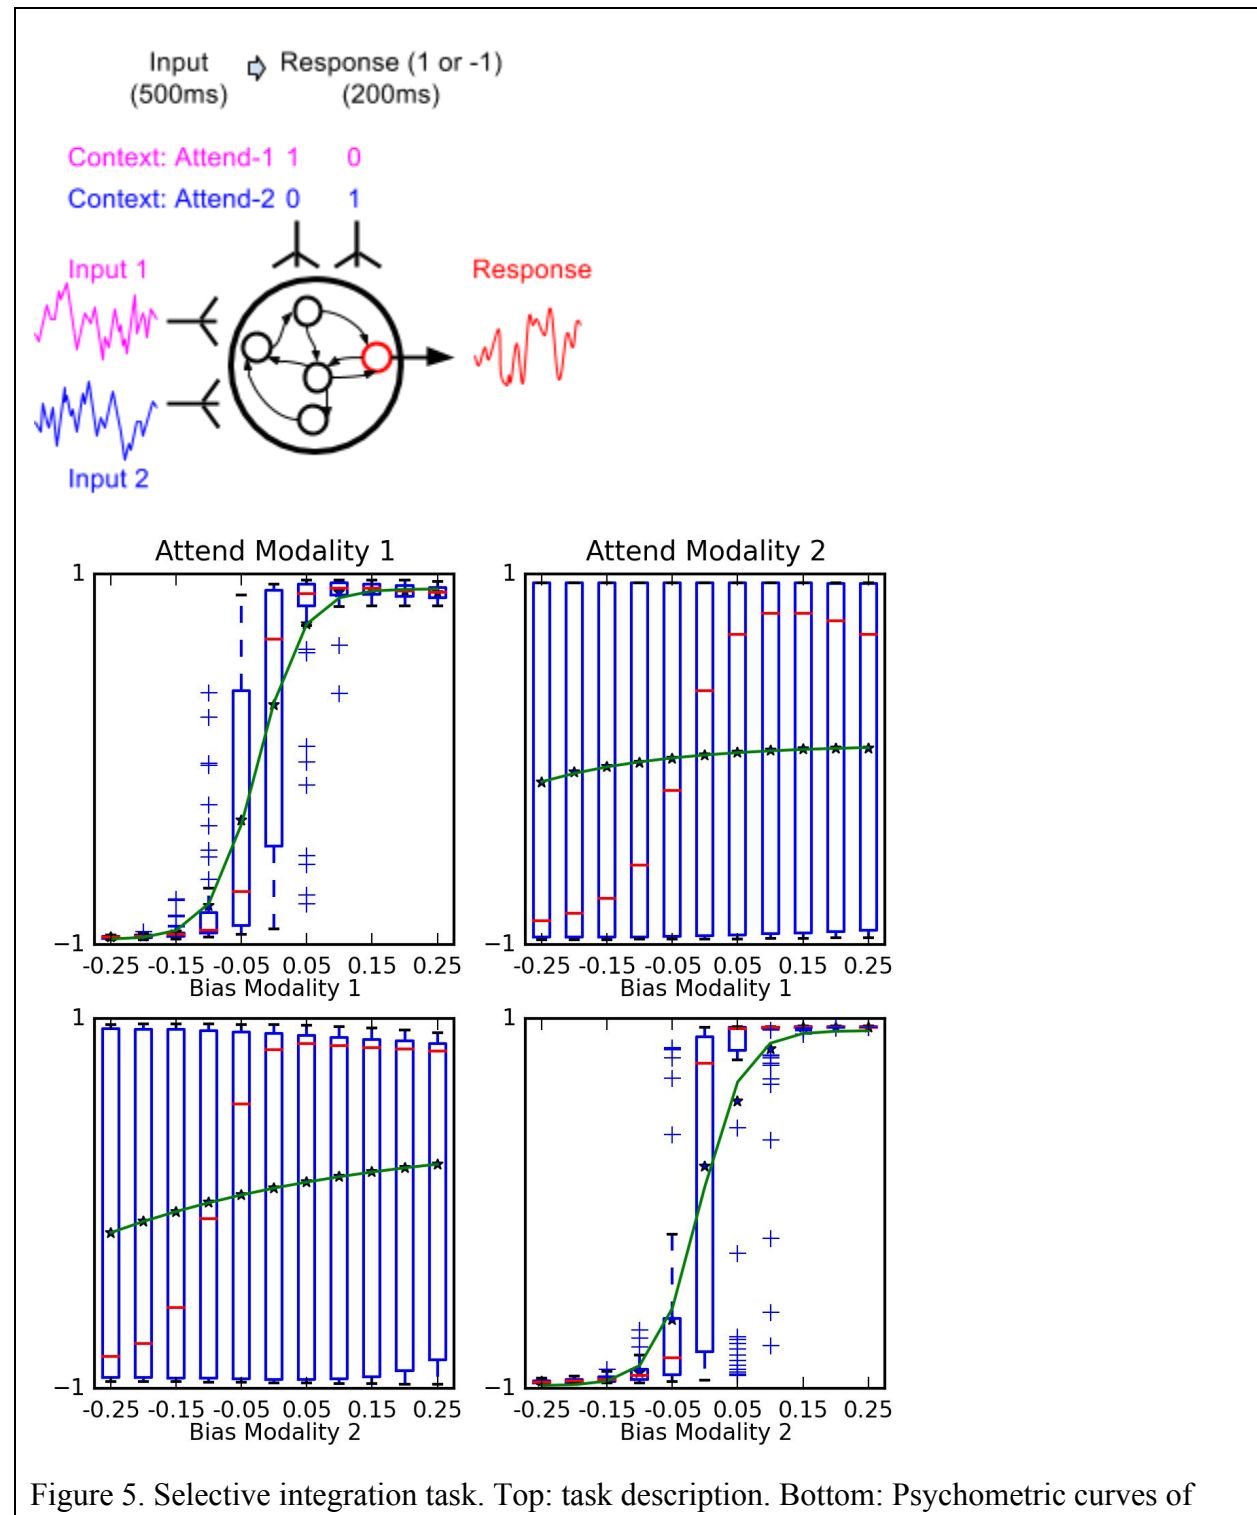 Input ⇨ Response (1 or -1)
(500ms) (200ms)
Context: Attend-1 1 0
Context: Attend-2 0 1
Input 1
Response
Input 2
Attend Modality 1
Attend Modality 2
1
1
−1
−1
-0.25 -0.15 -0.05 0.05 0.15 0.25
-0.25 -0.15 -0.05 0.05 0.15 0.25
Bias Modality 1
Bias Modality 1
1
1
−1
−1
-0.25 -0.15 -0.05 0.05 0.15 0.25
-0.25 -0.15 -0.05 0.05 0.15 0.25
Bias Modality 2
Bias Modality 2
Figure 5. Selective integration task. Top: task description. Bottom: Psychometric curves of